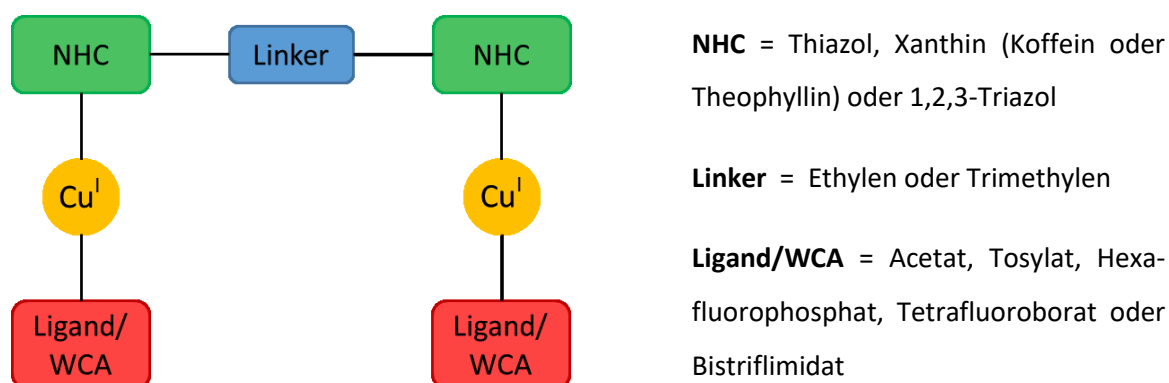 NHC
Linker
NHC
Cu^I
Cu^I
Ligand/
WCA
Ligand/
WCA
NHC = Thiazol, Xanthin (Koffein oder
Theophyllin) oder 1,2,3-Triazol
Linker = Ethylen oder Trimethylen
Ligand/WCA = Acetat, Tosylat, Hexa-
fluorophosphat, Tetrafluoroborat oder
Bistriflimidat